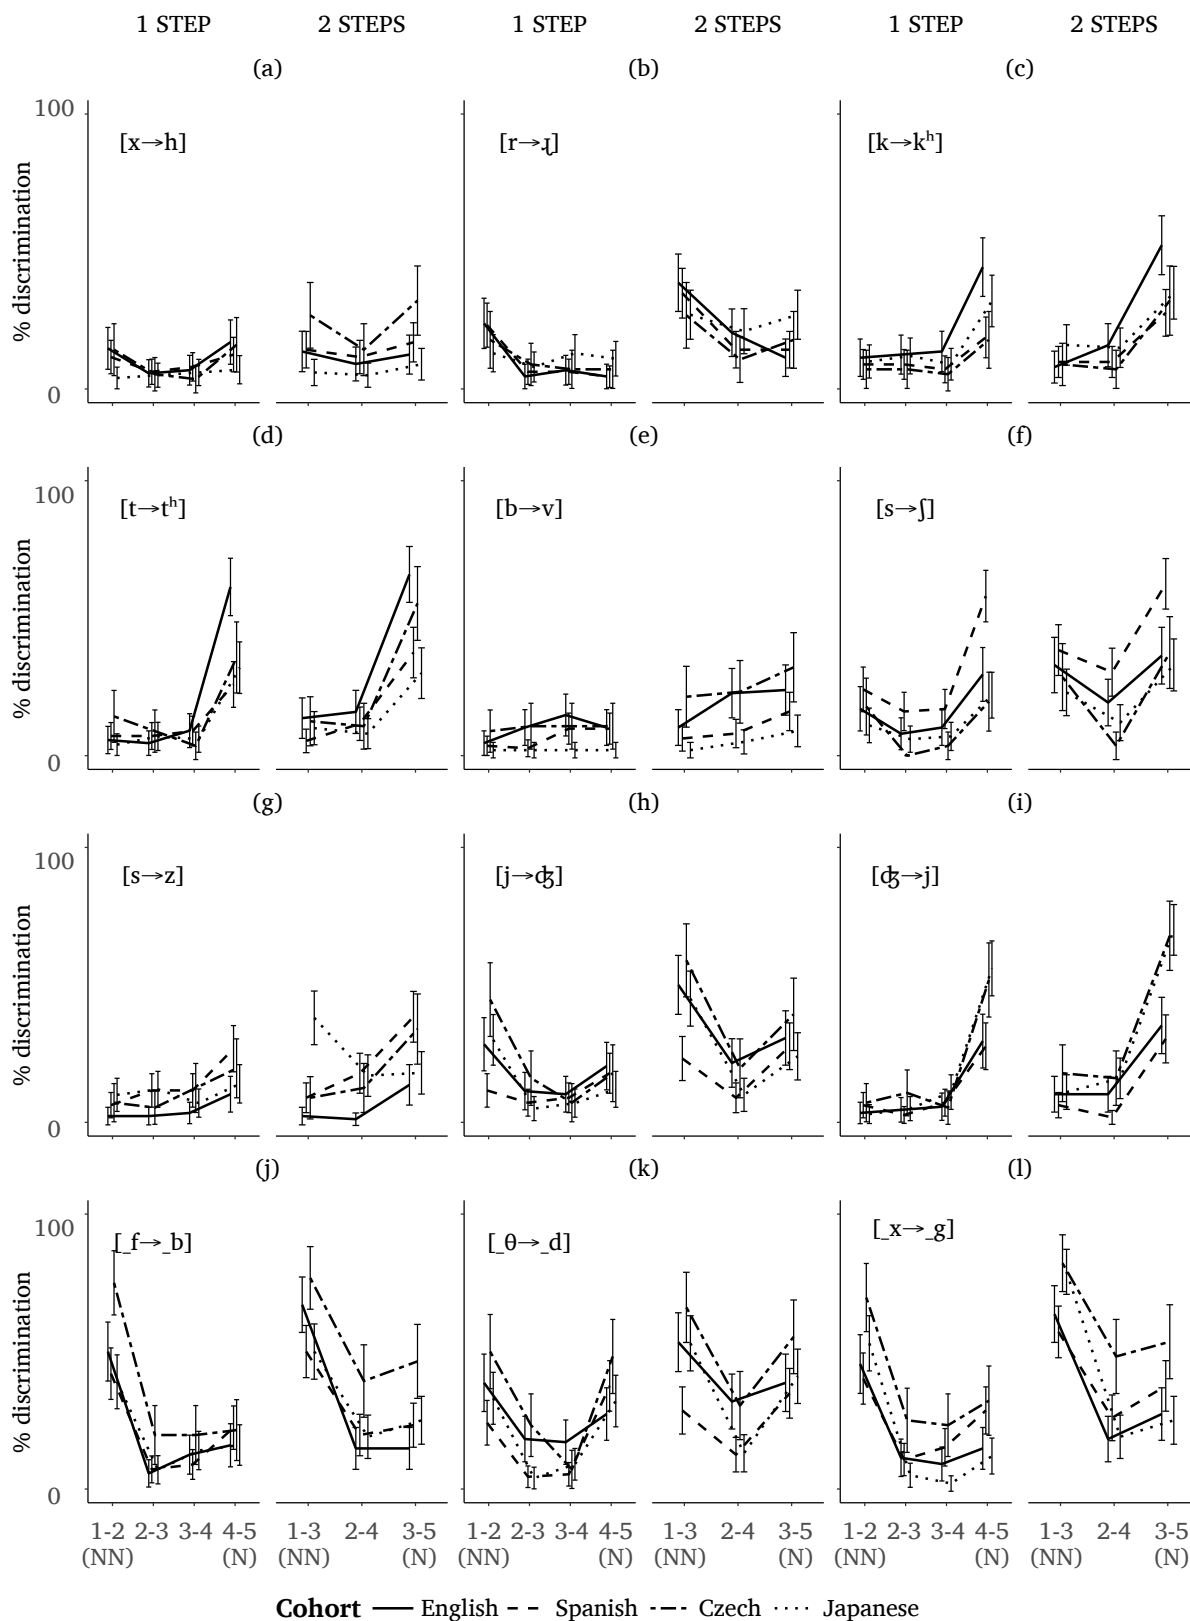 1 STEP 2 STEPS 1 STEP 2 STEPS 1 STEP 2 STEPS
(a) (b) (c)
100
[x→h] [r→ɻ] [k→kʰ]
% discrimination
0
(d) (e) (f)
100
[t→tʰ] [b→v] [s→ʃ]
% discrimination
0
(g) (h) (i)
100
[s→z] [j→ʤ] [ʤ→j]
% discrimination
0
(j) (k) (l)
100
[_f→_b] [_θ→_d] [_x→_g]
% discrimination
0
1-2 2-3 3-4 4-5 1-3 2-4 3-5 1-2 2-3 3-4 4-5 1-3 2-4 3-5 1-2 2-3 3-4 4-5 1-3 2-4 3-5
(NN) (N) (NN) (N) (NN) (N) (NN) (N) (NN) (N) (NN) (N)
Cohort English Spanish Czech Japanese